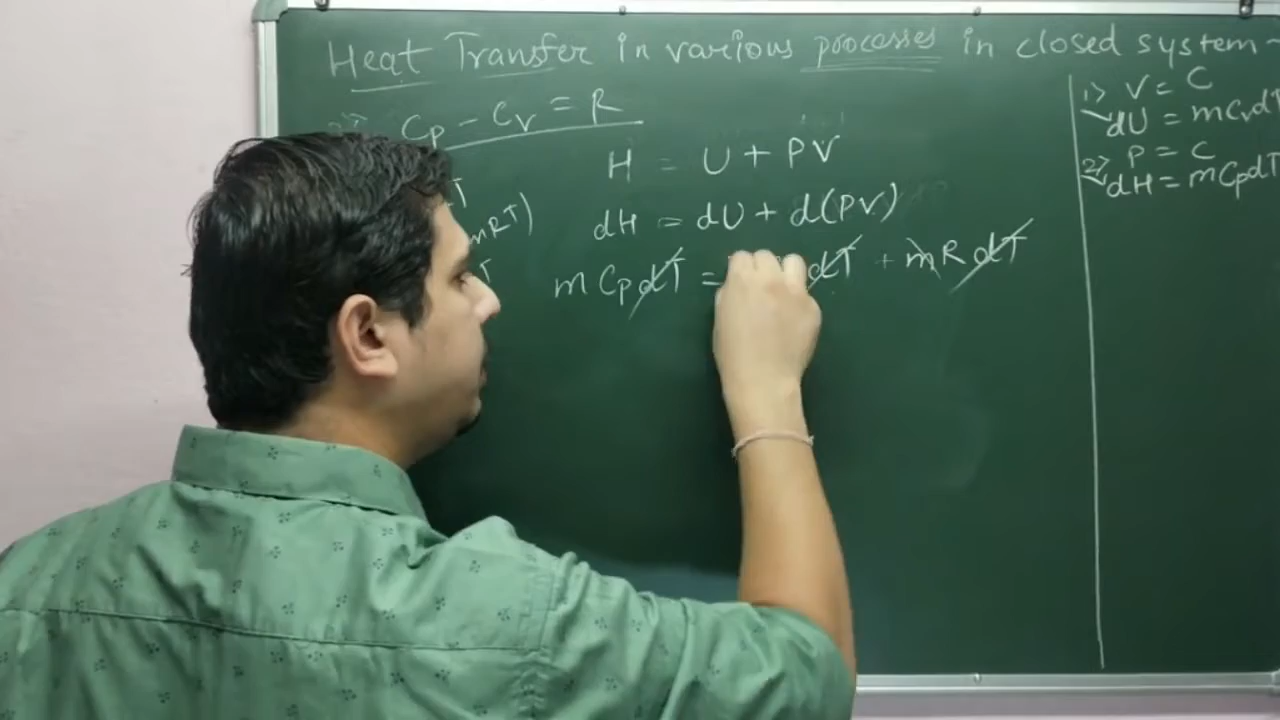 Heat Transfer in various processes in closed system -
Cp - Cv = R
H = U + PV
dH = dU + d(PV)
mRT)
T
m Cp dT = dT + m R dT
1) V = C
dU = mCvdT
2) P = C
dH = mCpdT